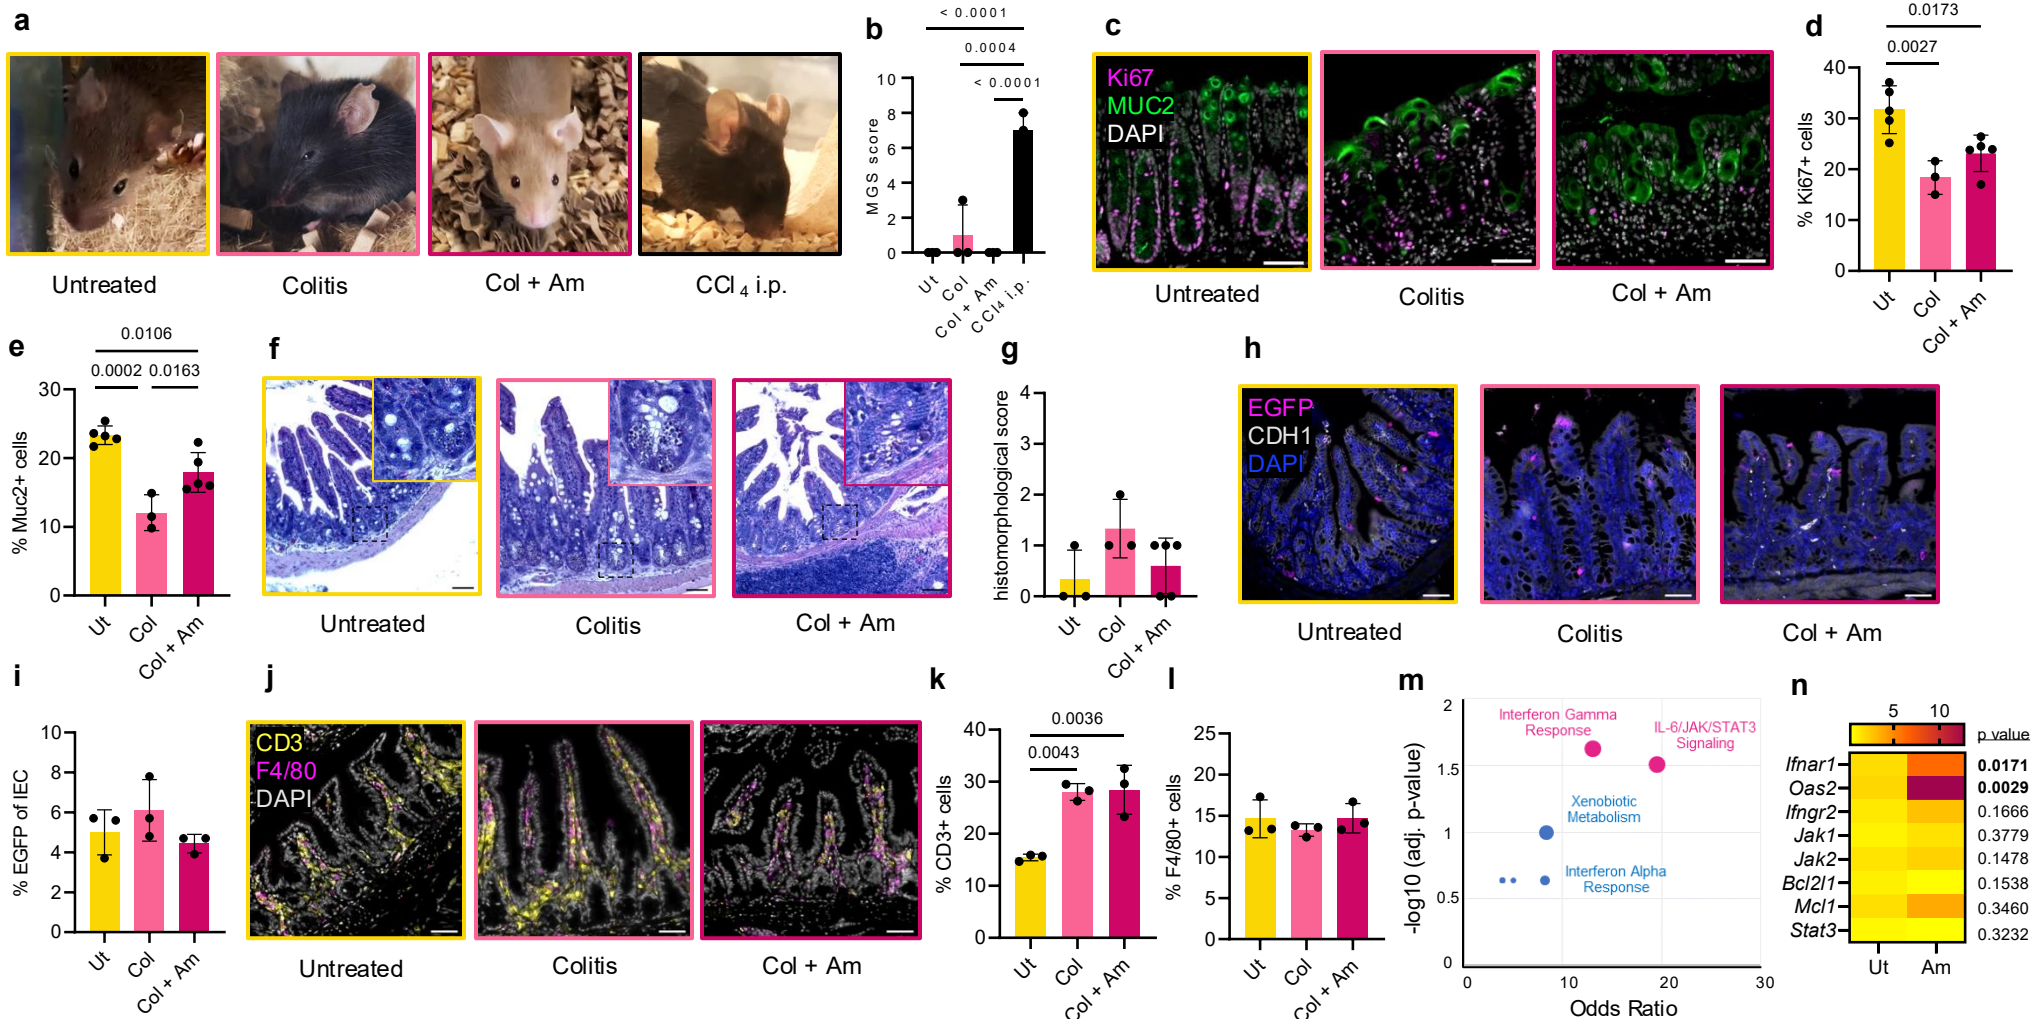 a
Untreated
Colitis
Col + Am
CCl4 i.p.
b
< 0.0001
0.0004
< 0.0001
MGS score
10
8
6
4
2
0
Ut
Col
Col + Am
CCl4 i.p.
c
Ki67
MUC2
DAPI
Untreated
Colitis
Col + Am
d
0.0173
0.0027
% Ki67+ cells
40
30
20
10
0
Ut
Col
Col + Am
e
0.0106
0.0002
0.0163
% Muc2+ cells
30
20
10
0
Ut
Col
Col + Am
f
Untreated
Colitis
Col + Am
g
histomorphological score
4
3
2
1
0
Ut
Col
Col + Am
h
EGFP
CDH1
DAPI
Untreated
Colitis
Col + Am
i
% EGFP of IEC
10
8
6
4
2
0
Ut
Col
Col + Am
j
CD3
F4/80
DAPI
Untreated
Colitis
Col + Am
k
0.0036
0.0043
% CD3+ cells
40
30
20
10
0
Ut
Col
Col + Am
l
% F4/80+ cells
25
20
15
10
5
0
Ut
Col
Col + Am
m
-log10 (adj. p-value)
2
1.5
1
0.5
0
Interferon Gamma
Response
IL-6/JAK/STAT3
Signaling
Xenobiotic
Metabolism
Interferon Alpha
Response
0
10
20
30
Odds Ratio
n
5
10
p value
Ifnar1 0.0171
Oas2 0.0029
Ifngr2 0.1666
Jak1 0.3779
Jak2 0.1478
Bcl2l1 0.1538
Mcl1 0.3460
Stat3 0.3232
Ut
Am